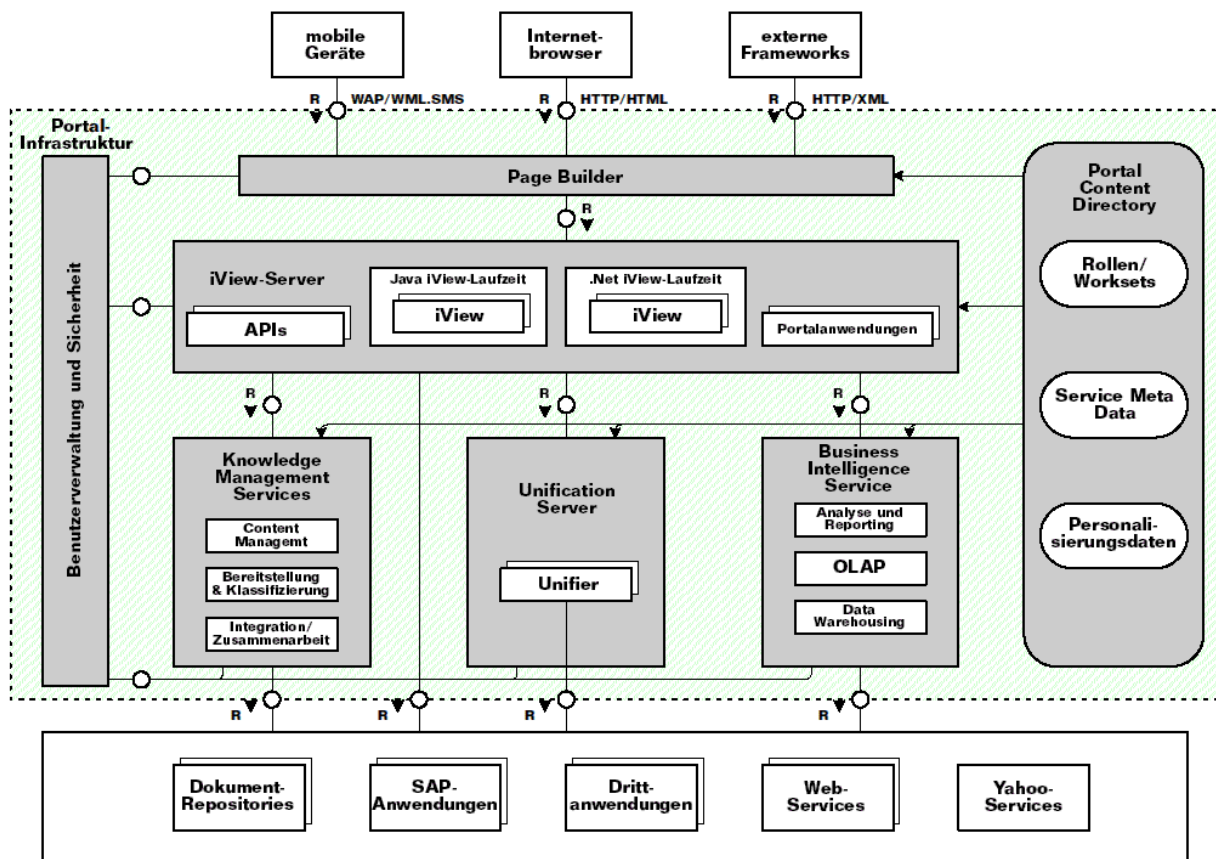 mobile
Geräte
Internet-
browser
externe
Frameworks
R
WAP/WML.SMS
R
HTTP/HTML
R
HTTP/XML
Portal-
Infrastruktur
Benutzerverwaltung und Sicherheit
Page Builder
R
Portal
Content
Directory
Rollen/
Worksets
Service Meta
Data
Personali-
sierungsdaten
iView-Server
APIs
Java iView-Laufzeit
iView
.Net iView-Laufzeit
iView
Portalanwendungen
R
R
R
Knowledge
Management
Services
Content
Managemt
Bereitstellung
& Klassifizierung
Integration/
Zusammenarbeit
Unification
Server
Unifier
Business
Intelligence
Service
Analyse und
Reporting
OLAP
Data
Warehousing
R
R
R
R
Dokument-
Repositories
SAP-
Anwendungen
Dritt-
anwendungen
Web-
Services
Yahoo-
Services